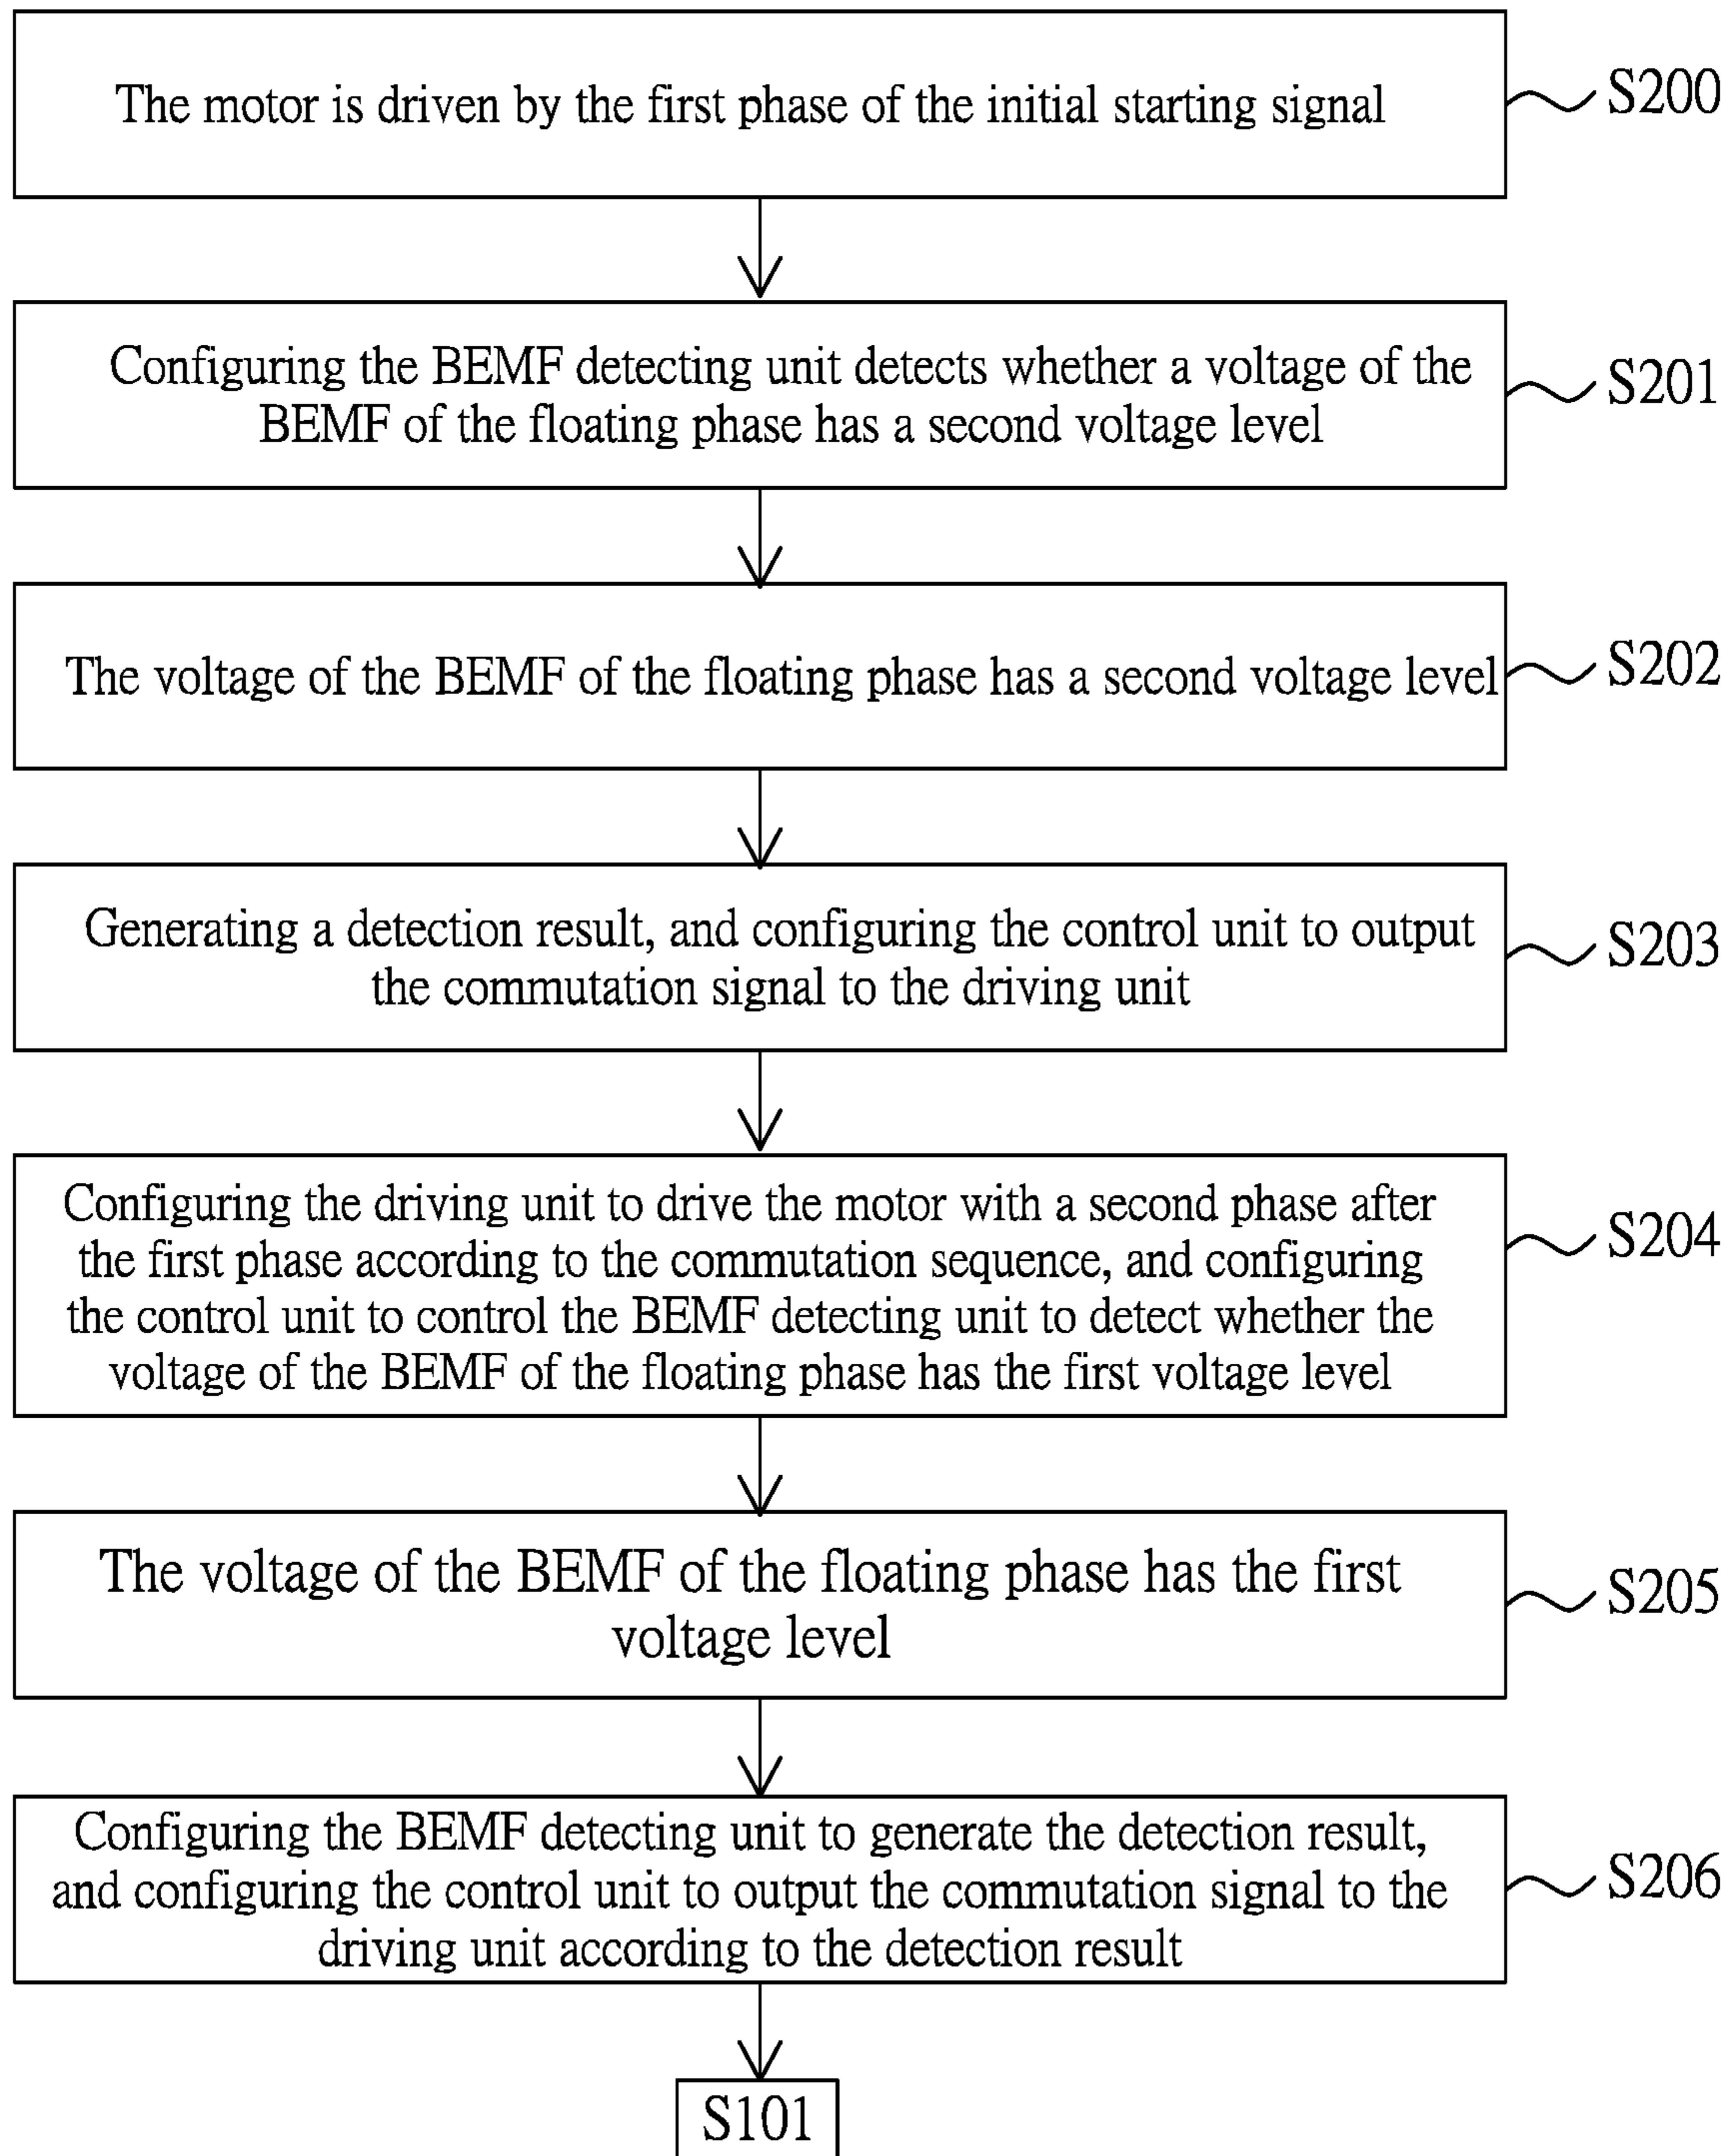 The motor is driven by the first phase of the initial starting signal
S200
Configuring the BEMF detecting unit detects whether a voltage of the
BEMF of the floating phase has a second voltage level
S201
The voltage of the BEMF of the floating phase has a second voltage level
S202
Generating a detection result, and configuring the control unit to output
the commutation signal to the driving unit
S203
Configuring the driving unit to drive the motor with a second phase after
the first phase according to the commutation sequence, and configuring
the control unit to control the BEMF detecting unit to detect whether the
voltage of the BEMF of the floating phase has the first voltage level
S204
The voltage of the BEMF of the floating phase has the first
voltage level
S205
Configuring the BEMF detecting unit to generate the detection result,
and configuring the control unit to output the commutation signal to the
driving unit according to the detection result
S206
S101